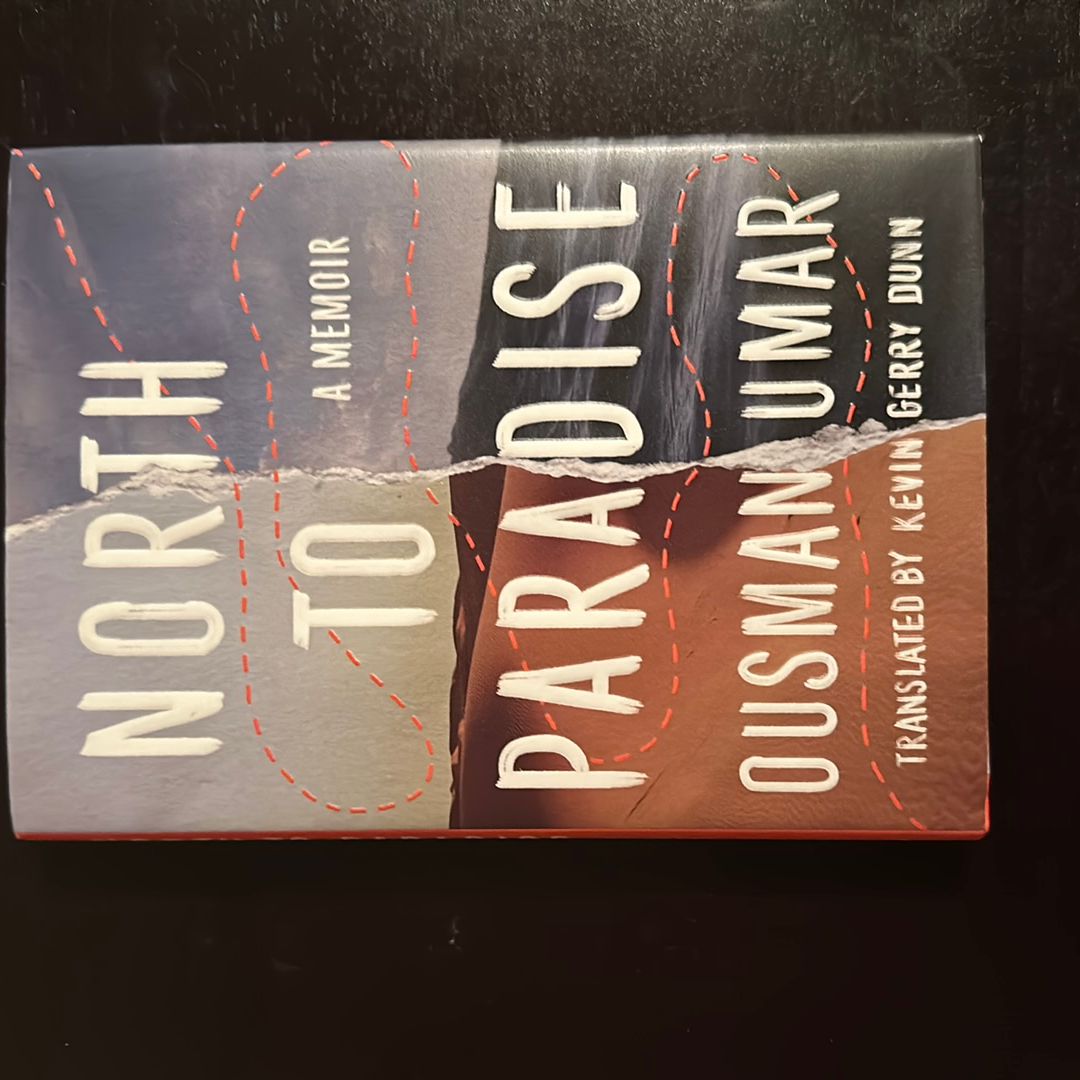 NORTH
TO
A MEMOIR
PARADISE
OUSMAN UMAR
TRANSLATED BY KEVIN GERRY DUNN